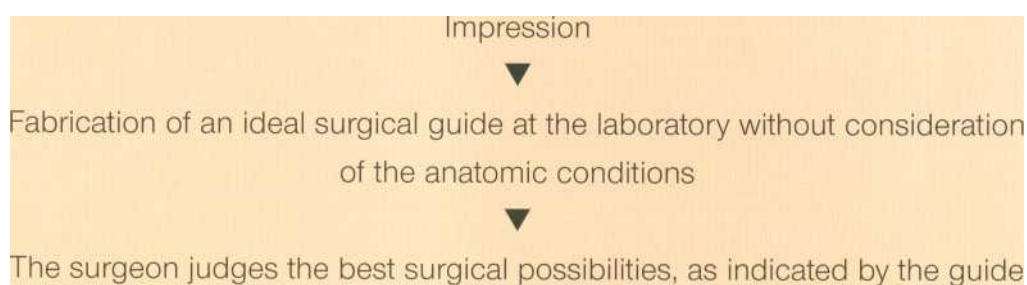 Impression
Fabrication of an ideal surgical guide at the laboratory without consideration
of the anatomic conditions
The surgeon judges the best surgical possibilities, as indicated by the guide